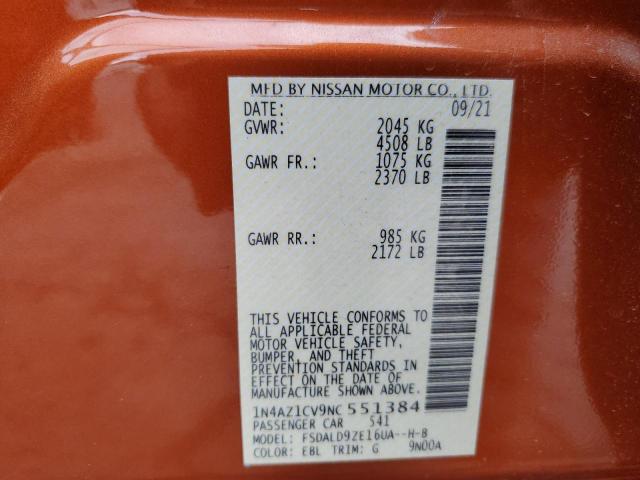 MFD BY NISSAN MOTOR CO., LTD.
DATE: 09/21
GVWR: 2045 KG
4508 LB
GAWR FR.: 1075 KG
2370 LB
GAWR RR.: 985 KG
2172 LB
THIS VEHICLE CONFORMS TO
ALL APPLICABLE FEDERAL
MOTOR VEHICLE SAFETY,
BUMPER, AND THEFT
PREVENTION STANDARDS IN
EFFECT ON THE DATE OF
MANUFACTURE SHOWN ABOVE.
1N4AZ1CV9NC551384
PASSENGER CAR 541
MODEL: FSDALD9ZE16UA--H-B
COLOR: EBL TRIM: G 9N00A